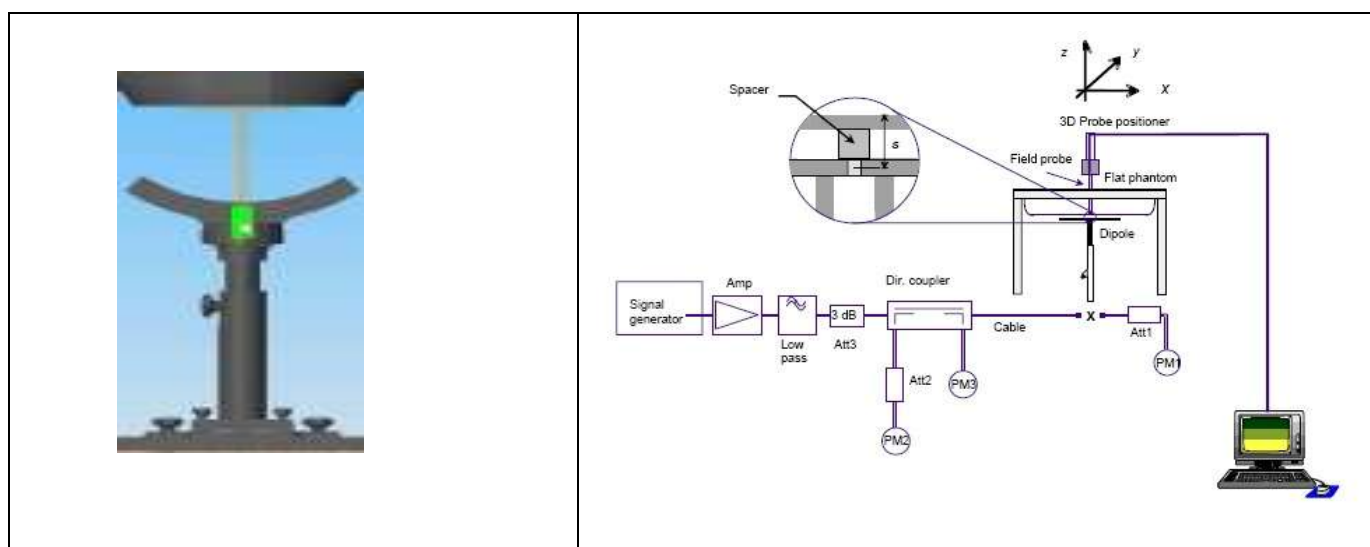 z
y
X
Spacer
s
3D Probe positioner
Field probe
Flat phantom
Dipole
Signal
generator
Amp
Low
pass
3 dB
Att3
Dir. coupler
Cable
X
Att1
PM1
Att2
PM3
PM2